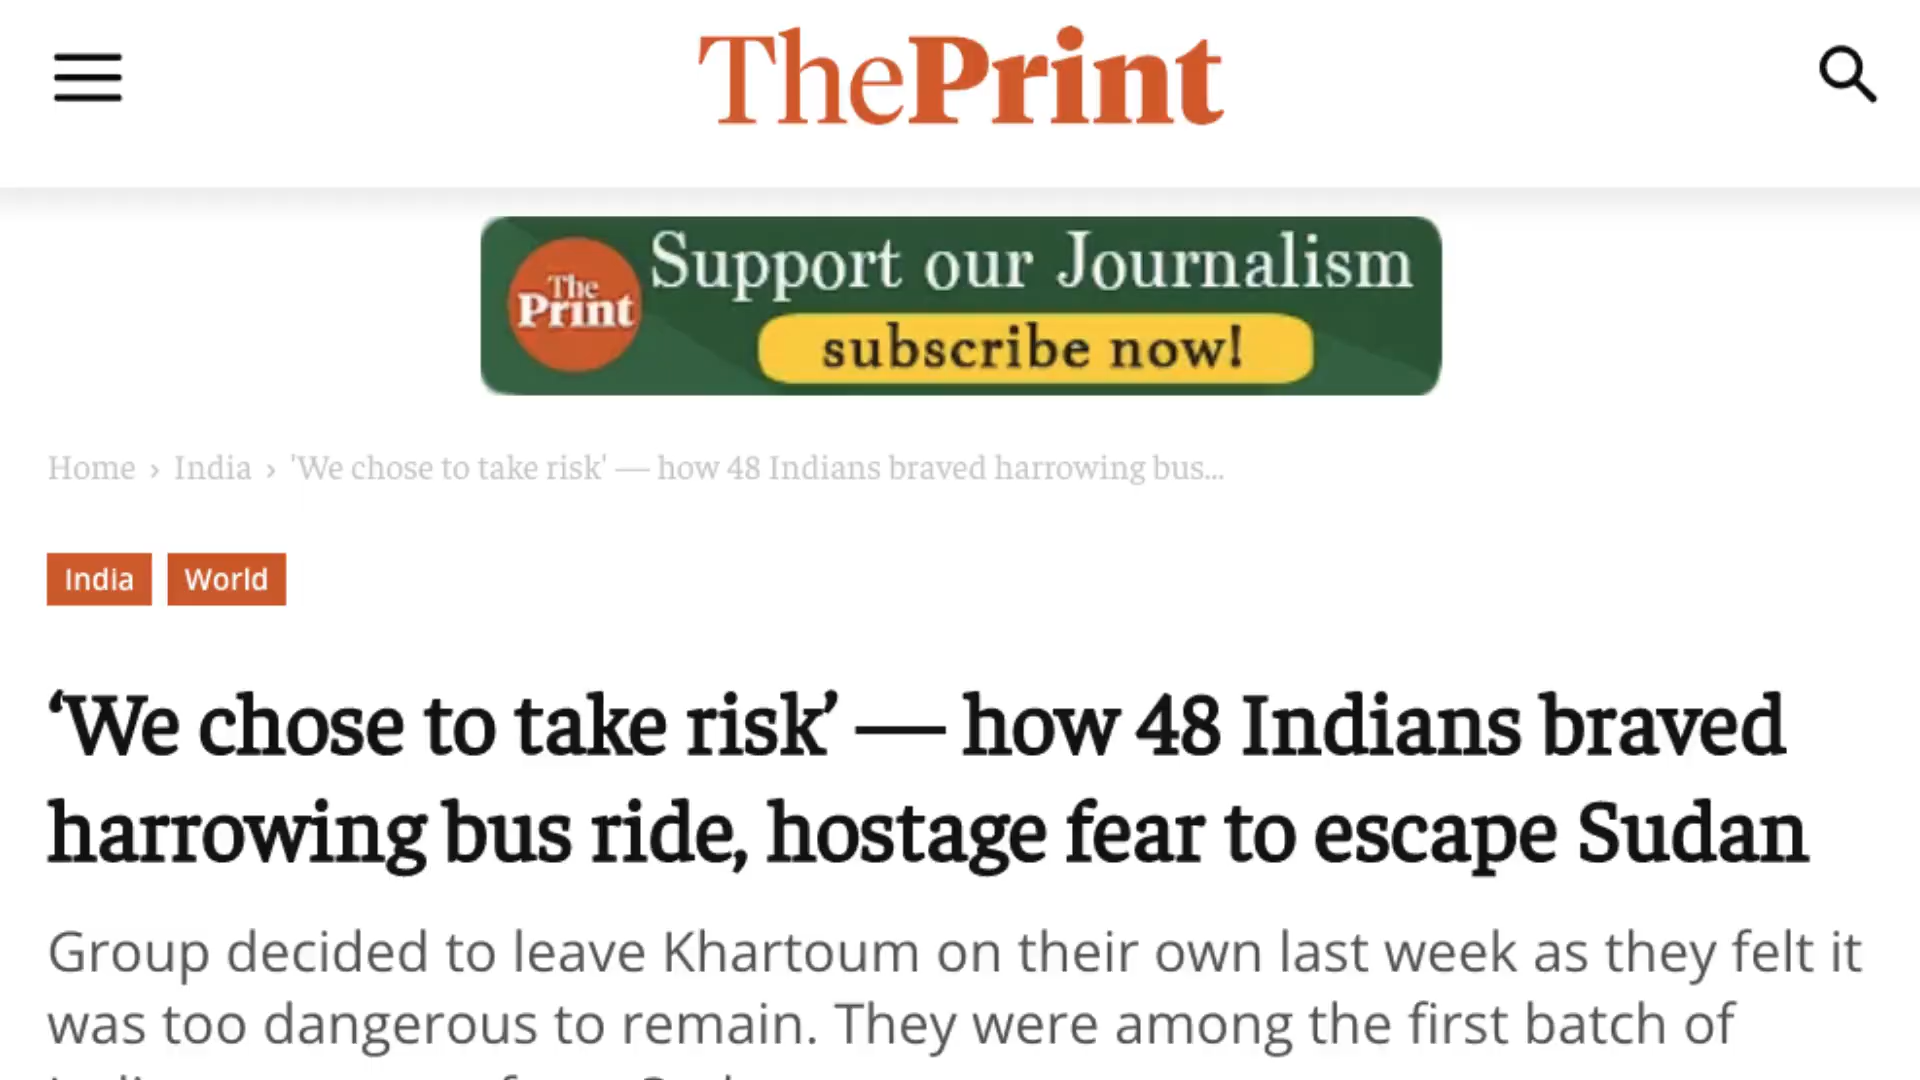 ThePrint
The
Print
Support our Journalism
subscribe now!
Home › India › 'We chose to take risk' — how 48 Indians braved harrowing bus...
India World
‘We chose to take risk’ — how 48 Indians braved
harrowing bus ride, hostage fear to escape Sudan
Group decided to leave Khartoum on their own last week as they felt it
was too dangerous to remain. They were among the first batch of